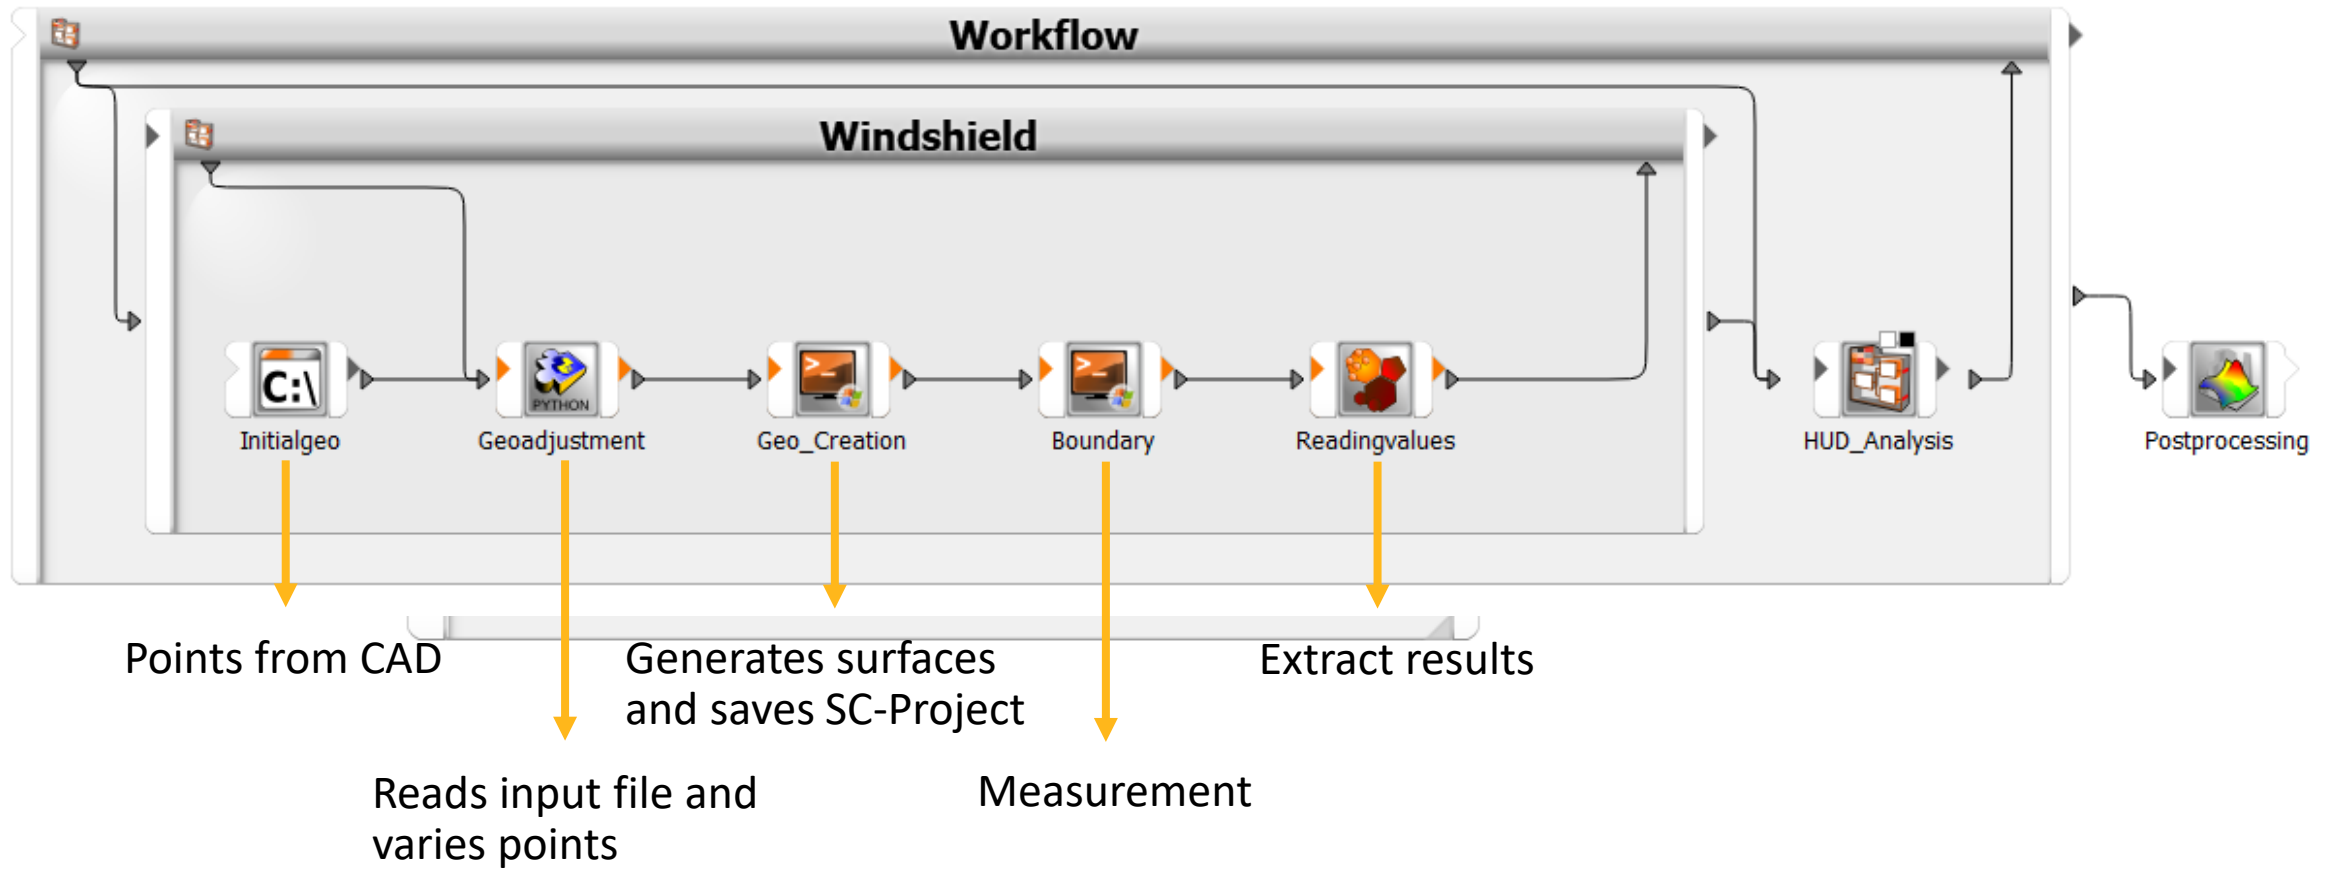 Workflow
Windshield
C:\
PYTHON
>_
>_
Initialgeo
Geoadjustment
Geo_Creation
Boundary
Readingvalues
HUD_Analysis
Postprocessing
Points from CAD
Generates surfaces
and saves SC-Project
Extract results
Reads input file and
varies points
Measurement